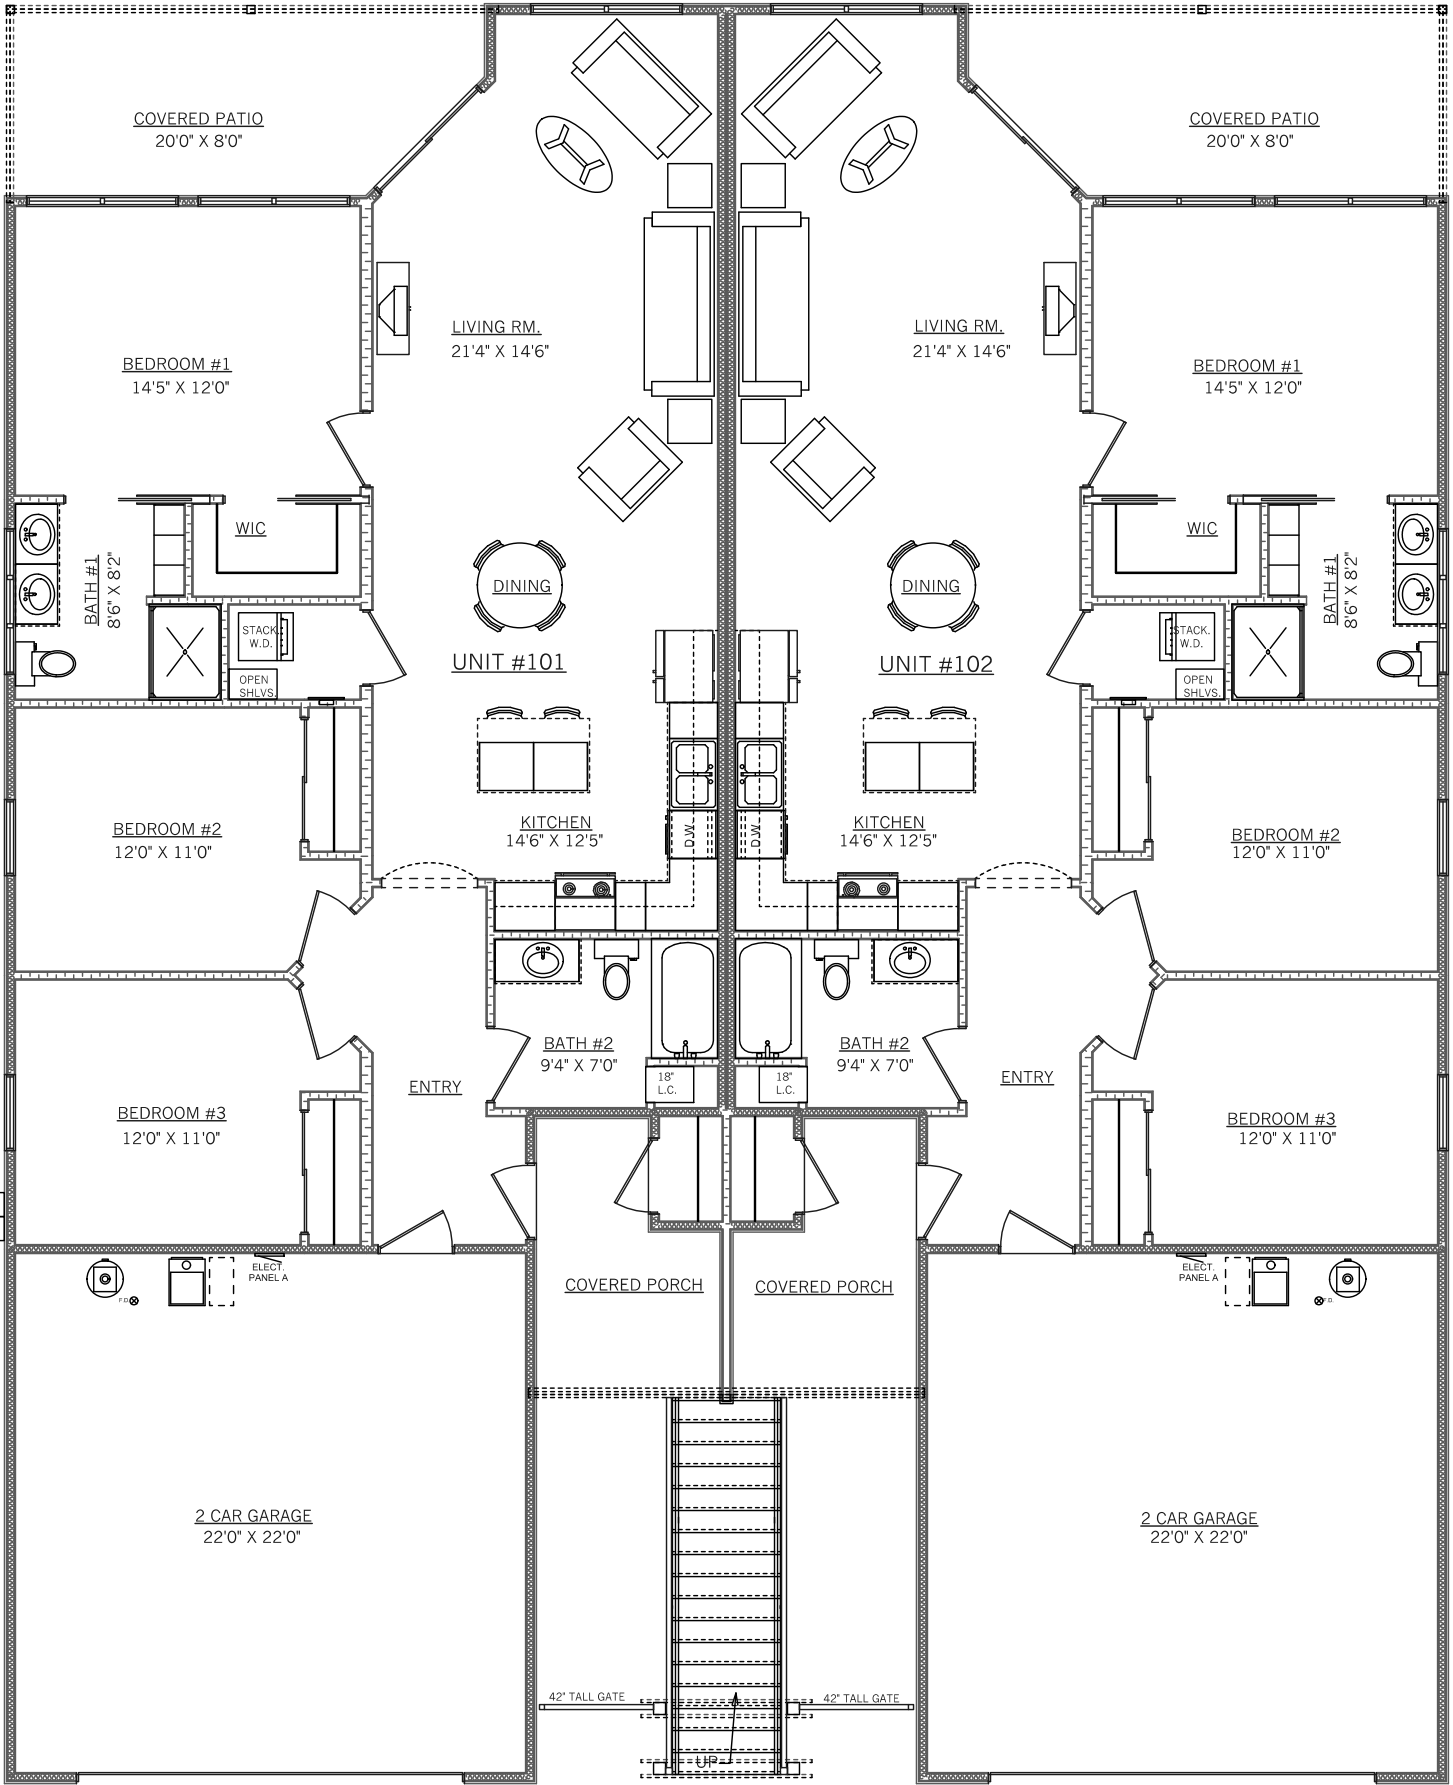 COVERED PATIO
20'0" X 8'0"
COVERED PATIO
20'0" X 8'0"
LIVING RM.
21'4" X 14'6"
LIVING RM.
21'4" X 14'6"
BEDROOM #1
14'5" X 12'0"
BEDROOM #1
14'5" X 12'0"
WIC
WIC
BATH #1
8'6" X 8'2"
DINING
DINING
BATH #1
8'6" X 8'2"
STACK.
W.D.
STACK.
W.D.
UNIT #101
UNIT #102
OPEN
SHLVS.
OPEN
SHLVS.
BEDROOM #2
12'0" X 11'0"
KITCHEN
14'6" X 12'5"
D.W.
D.W.
KITCHEN
14'6" X 12'5"
BEDROOM #2
12'0" X 11'0"
BATH #2
9'4" X 7'0"
BATH #2
9'4" X 7'0"
18"
L.C.
18"
L.C.
ENTRY
ENTRY
BEDROOM #3
12'0" X 11'0"
BEDROOM #3
12'0" X 11'0"
ELECT.
PANEL A
F.D.
COVERED PORCH
COVERED PORCH
ELECT.
PANEL A
F.D.
2 CAR GARAGE
22'0" X 22'0"
2 CAR GARAGE
22'0" X 22'0"
42" TALL GATE
42" TALL GATE
UP